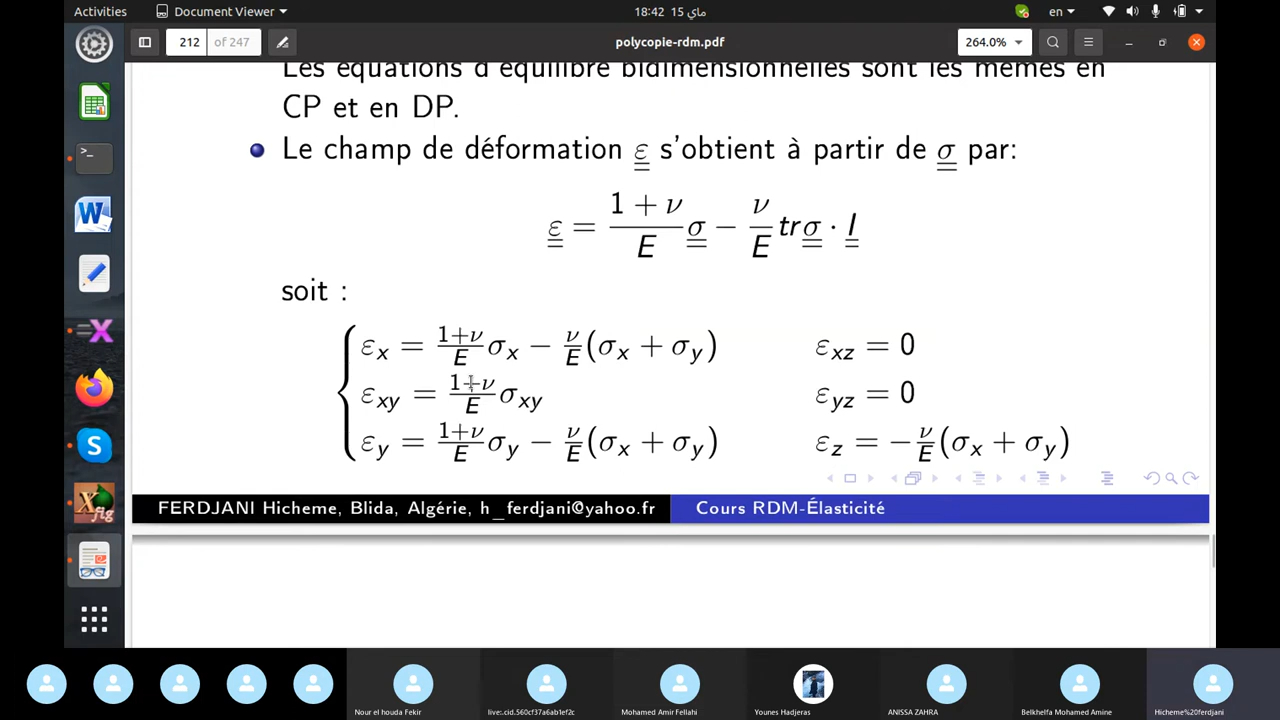 Activities Document Viewer 18:42 15 ماي en
212 of 247 polycopie-rdm.pdf 264.0%
Les équations d'équilibre bidimensionnelles sont les mêmes en
CP et en DP.
Le champ de déformation ε s'obtient à partir de σ par:
ε = 1 + ν / E σ − ν / E trσ · I
soit :
εx = 1+ν / E σx − ν / E (σx + σy) εxz = 0
εxy = 1+ν / E σxy εyz = 0
εy = 1+ν / E σy − ν / E (σx + σy) εz = − ν / E (σx + σy)
FERDJANI Hicheme, Blida, Algérie, h_ferdjani@yahoo.fr Cours RDM-Élasticité
Nour el houda Fekir live:.cid.560cf37a6ab1ef2c Mohamed Amir Fellahi Younes Hadjeras ANISSA ZAHRA Belkhelfa Mohamed Amine Hicheme%20ferdjani